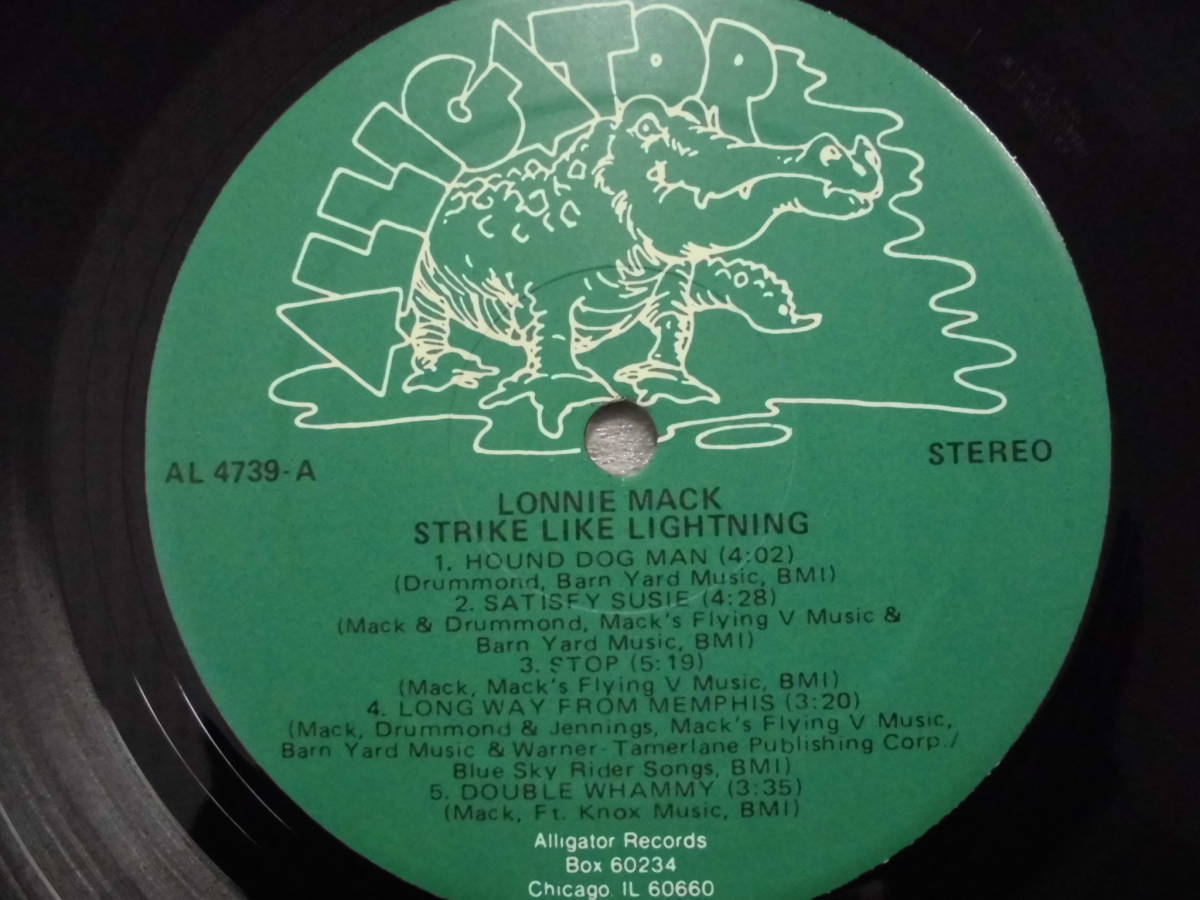 ALLIGATOR
AL 4739-A
STEREO
LONNIE MACK
STRIKE LIKE LIGHTNING
1. HOUND DOG MAN (4:02)
(Drummond, Barn Yard Music, BMI)
2. SATISFY SUSIE (4:28)
(Mack & Drummond, Mack's Flying V Music &
Barn Yard Music, BMI)
3. STOP (5:19)
(Mack, Mack's Flying V Music, BMI)
4. LONG WAY FROM MEMPHIS (3:20)
(Mack, Drummond & Jennings, Mack's Flying V Music,
Barn Yard Music & Warner-Tamerlane Publishing Corp./
Blue Sky Rider Songs, BMI)
5. DOUBLE WHAMMY (3:35)
(Mack, Ft. Knox Music, BMI)
Alligator Records
Box 60234
Chicago, IL 60660